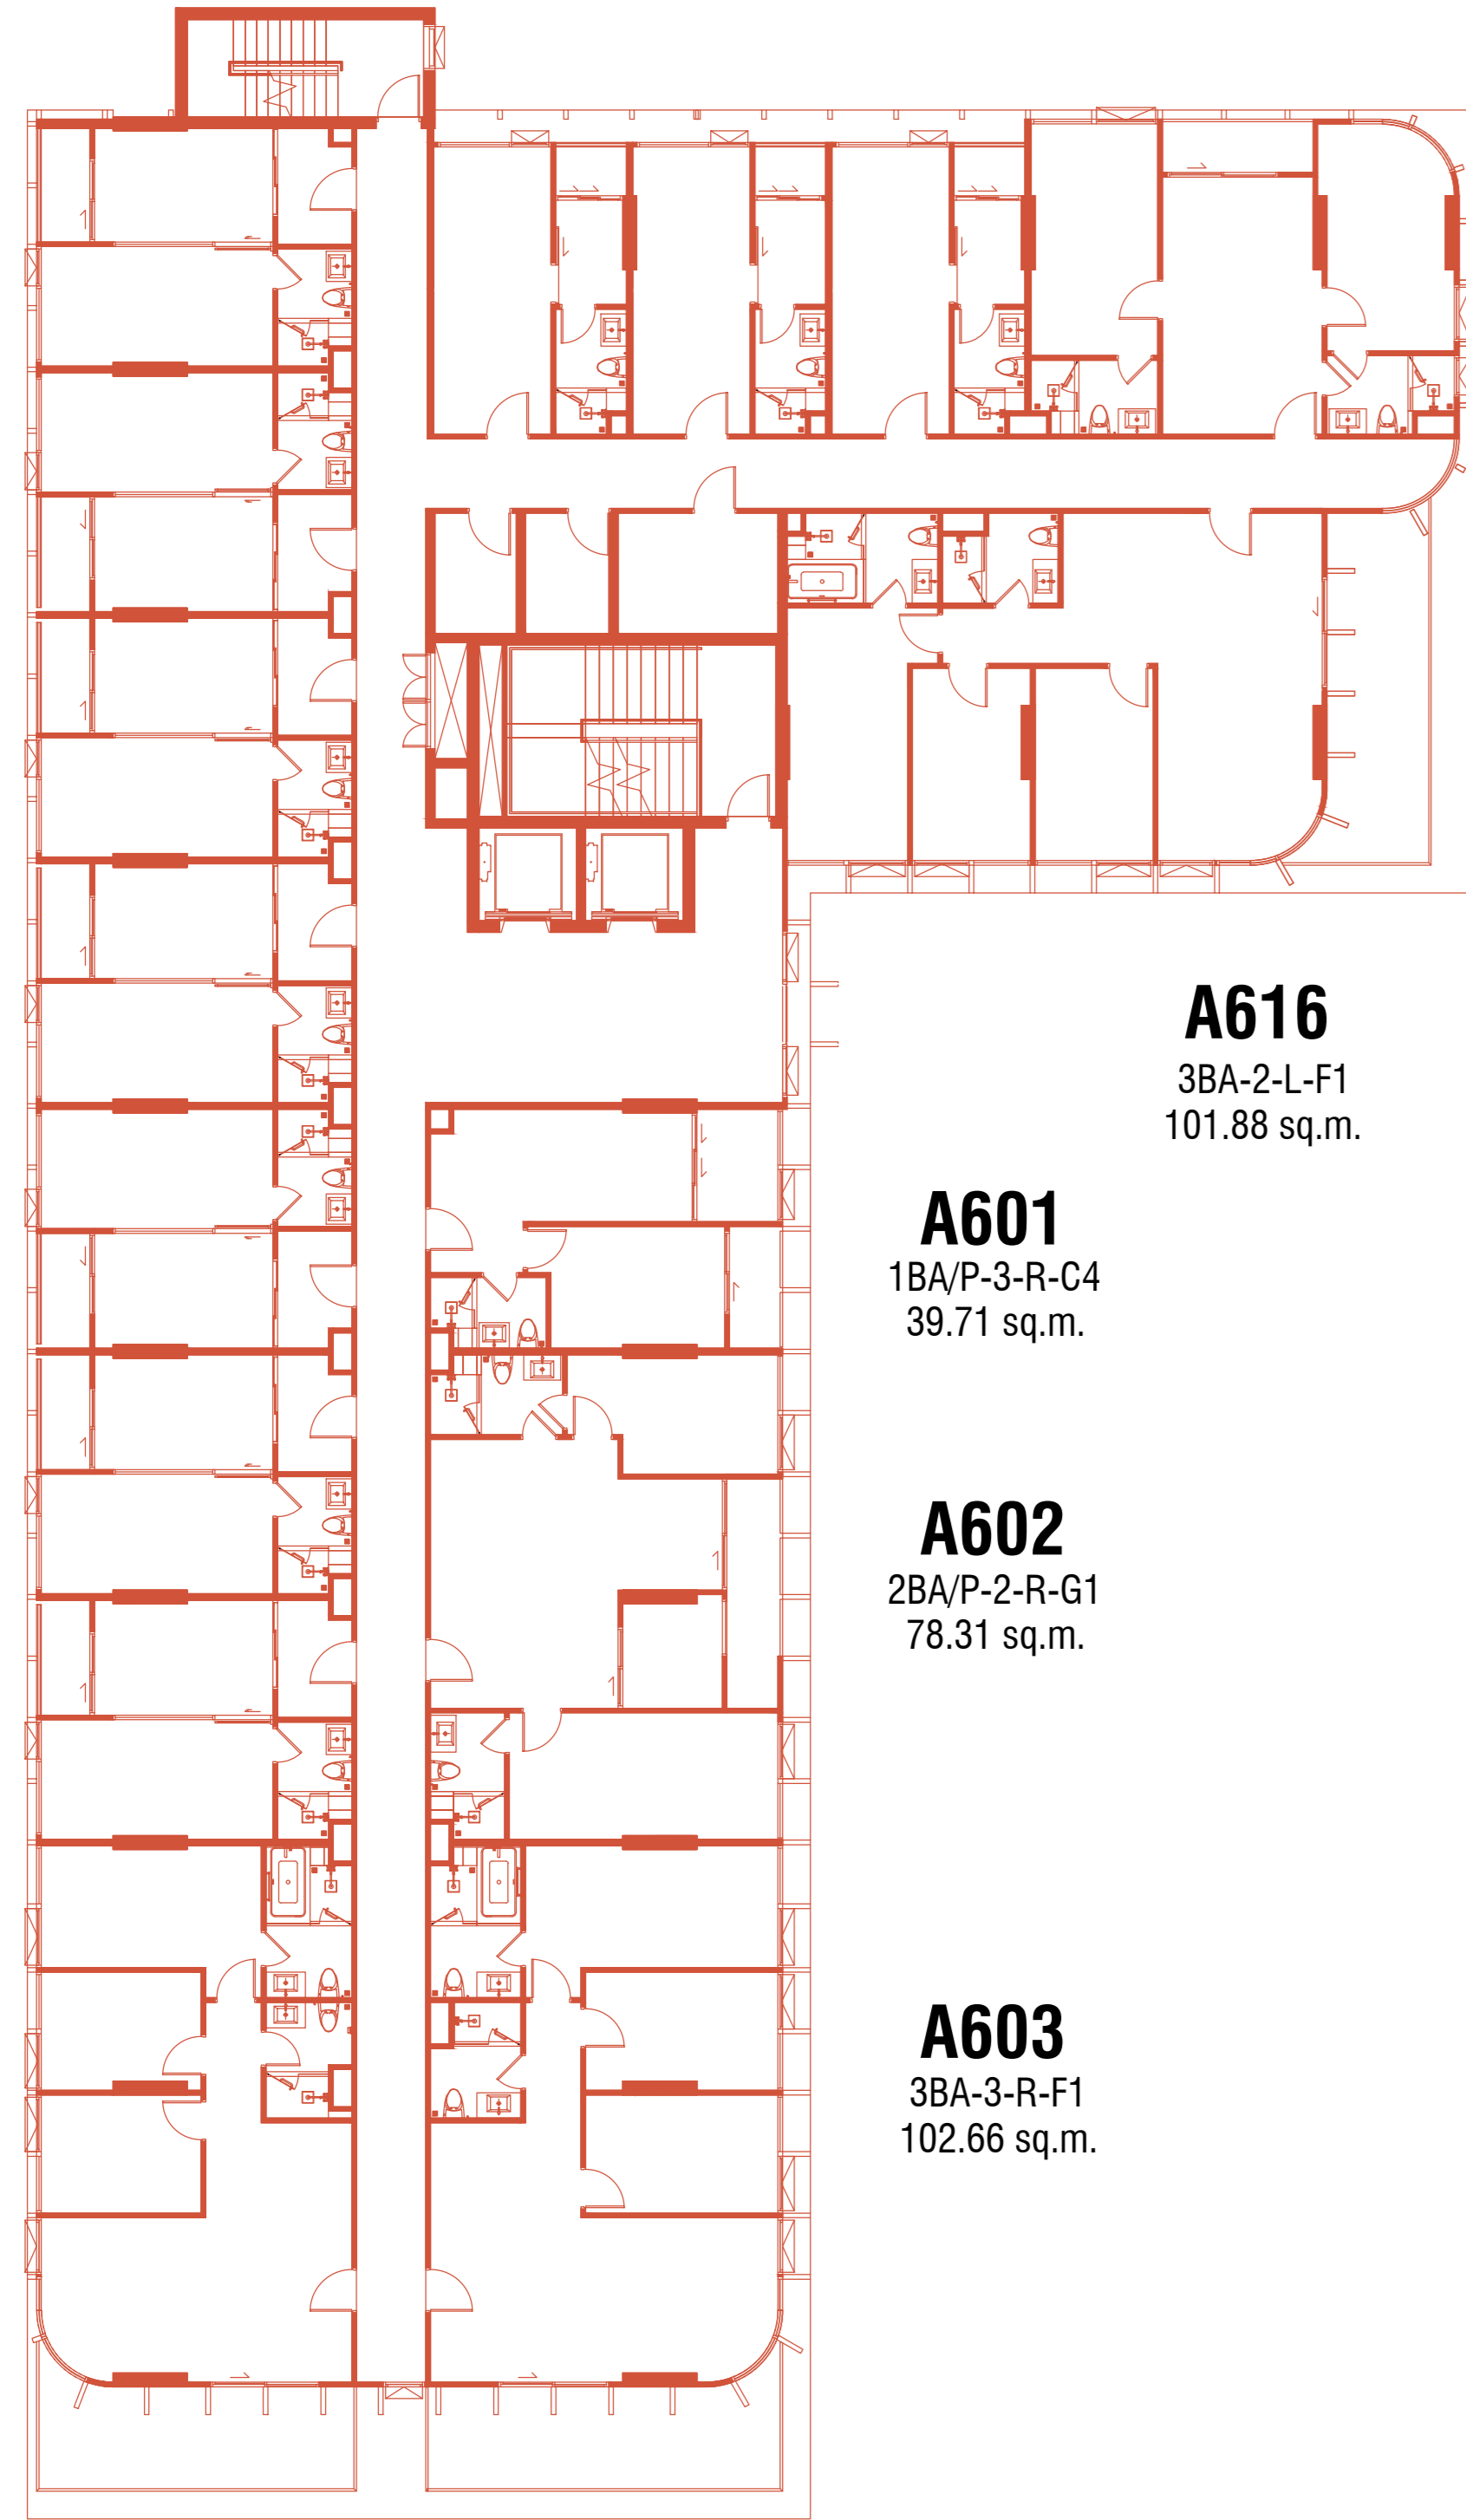 A616
3BA-2-L-F1
101.88 sq.m.
A601
1BA/P-3-R-C4
39.71 sq.m.
A602
2BA/P-2-R-G1
78.31 sq.m.
A603
3BA-3-R-F1
102.66 sq.m.